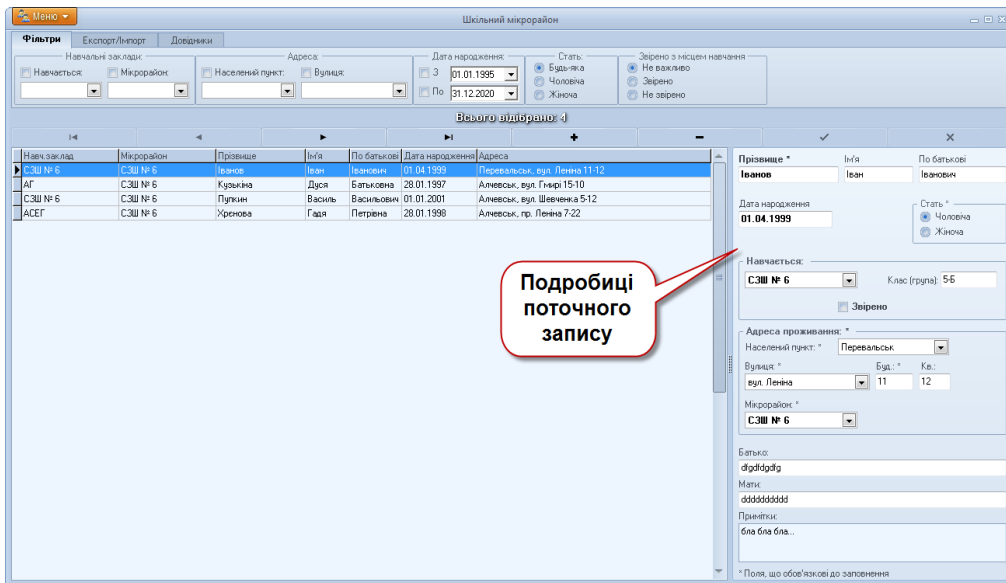 Меню
Шкільний мікрорайон
Фільтри Експорт/Імпорт Довідники
Навчальні заклади: Адреса: Дата народження: Стать: Звірено з місцем навчання
Навчається: Мікрорайон: Населений пункт: Вулиця: З 01.01.1995 Будь-яка Не важливо
Чоловіча Звірено
По 31.12.2020 Жіноча Не звірено
Всього відібрано: 4
Навч.заклад Мікрорайон Прізвище Ім'я По батькові Дата народження Адреса
СЗШ № 6 СЗШ № 6 Іванов Іван Іванович 01.04.1999 Перевальськ, вул. Леніна 11-12
АГ СЗШ № 6 Кузькіна Дуся Батьковна 28.01.1997 Алчевськ, вул. Гмирі 15-10
СЗШ № 6 СЗШ № 6 Пупкин Василь Васильович 01.01.2001 Алчевськ, вул. Шевченка 5-12
АСЕГ СЗШ № 6 Хрєнова Гадя Петрівна 28.01.1998 Алчевськ, пр. Леніна 7-22
Подробиці
поточного
запису
Прізвище * Ім'я По батькові
Іванов Іван Іванович
Дата народження Стать *
01.04.1999 Чоловіча
Жіноча
Навчається:
СЗШ № 6 Клас (група): 5-Б
Звірено
Адреса проживання: *
Населений пункт: * Перевальськ
Вулиця: * Буд.: * Кв.:
вул. Леніна 11 12
Мікрорайон: *
СЗШ № 6
Батько:
dfgdfdgdfg
Мати:
dddddddddd
Примітки:
бла бла бла...
* Поля, що обов'язкові до заповнення